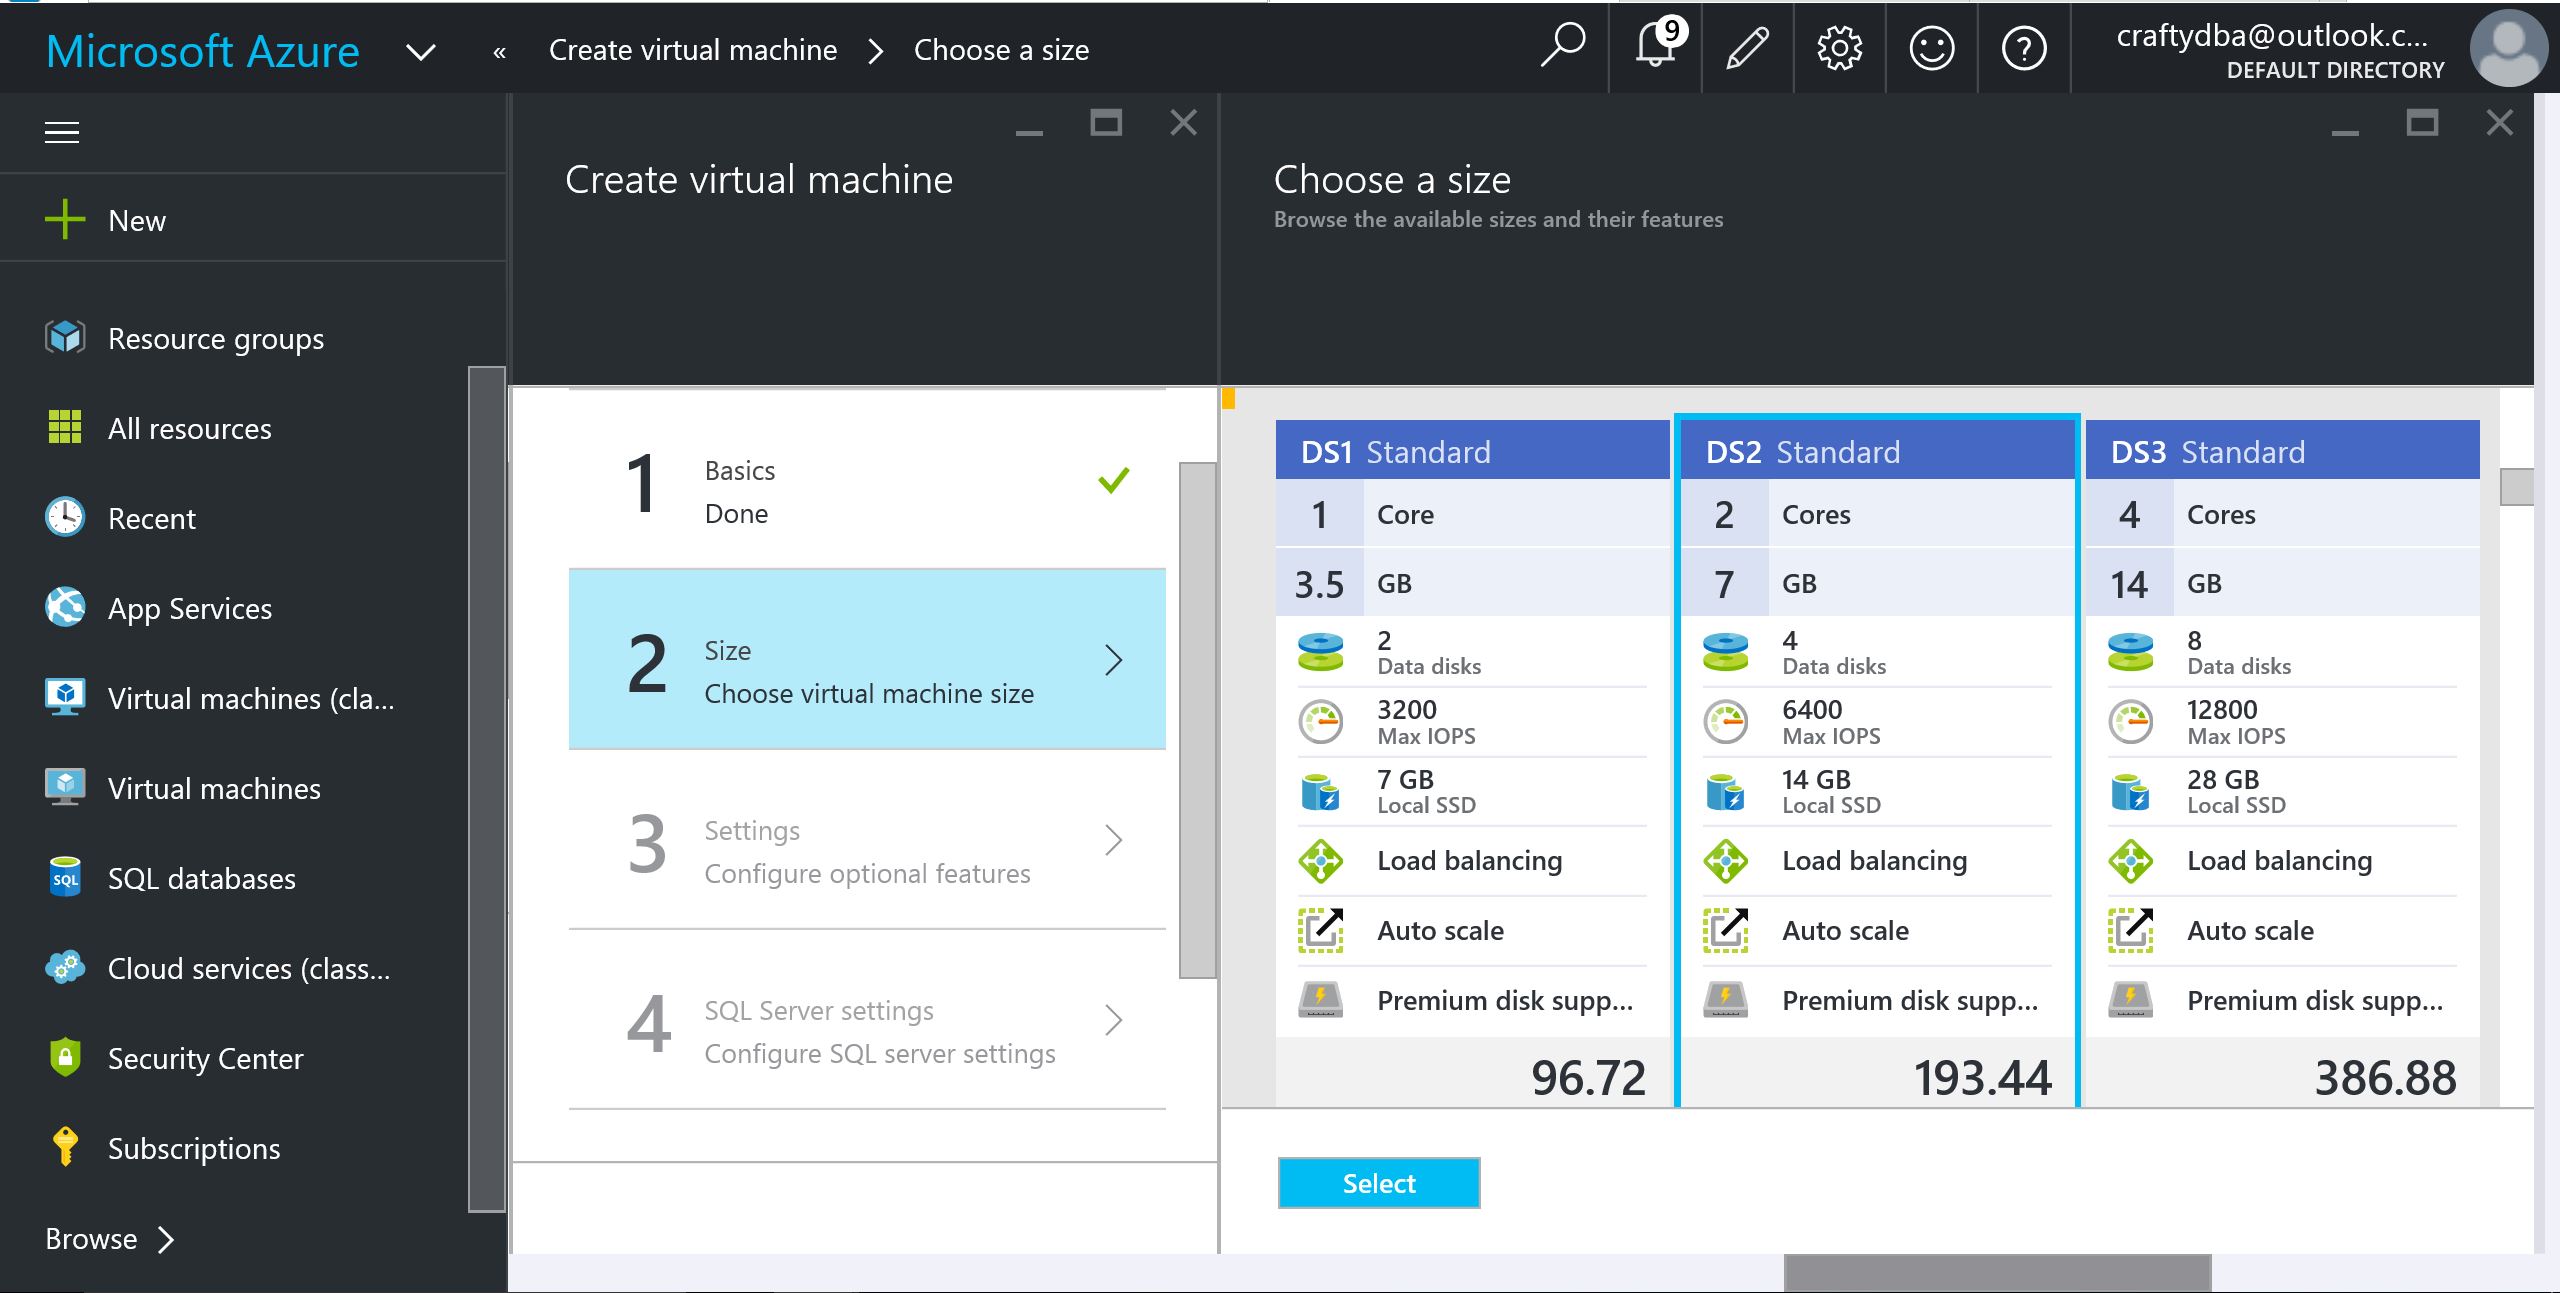 Microsoft Azure
« Create virtual machine > Choose a size
9
craftydba@outlook.c...
DEFAULT DIRECTORY
New
Resource groups
All resources
Recent
App Services
Virtual machines (cla...
Virtual machines
SQL databases
SQL
Cloud services (class...
Security Center
Subscriptions
Browse >
Create virtual machine
1
Basics
Done
2
Size
Choose virtual machine size
3
Settings
Configure optional features
4
SQL Server settings
Configure SQL server settings
Choose a size
Browse the available sizes and their features
DS1 Standard
1 Core
3.5 GB
2
Data disks
3200
Max IOPS
7 GB
Local SSD
Load balancing
Auto scale
Premium disk supp...
96.72
DS2 Standard
2 Cores
7 GB
4
Data disks
6400
Max IOPS
14 GB
Local SSD
Load balancing
Auto scale
Premium disk supp...
193.44
DS3 Standard
4 Cores
14 GB
8
Data disks
12800
Max IOPS
28 GB
Local SSD
Load balancing
Auto scale
Premium disk supp...
386.88
Select